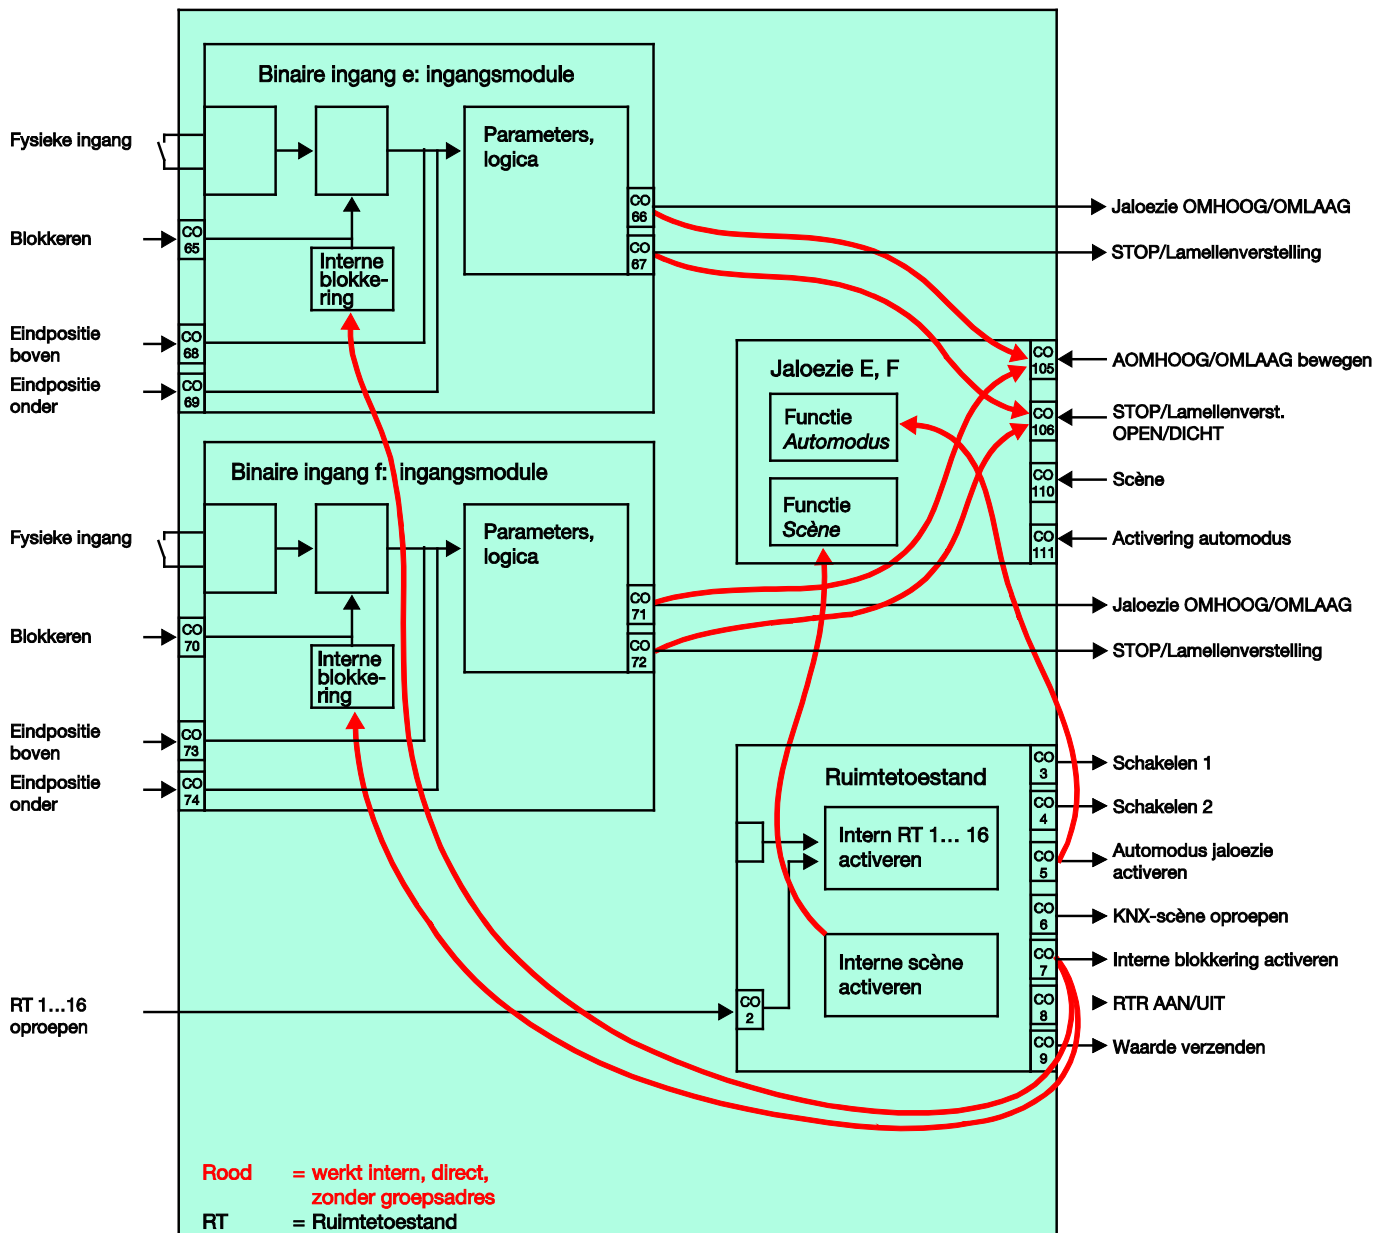 Binaire ingang e: ingangsmodule
Fysieke ingang
Parameters,
logica
CO
66
Jaloezie OMHOOG/OMLAAG
Blokkeren
CO
65
CO
67
STOP/Lamellenverstelling
Interne
blokke-
ring
Eindpositie
boven
CO
68
Eindpositie
onder
CO
69
Jaloezie E, F
CO
105
AOMHOOG/OMLAAG bewegen
Functie
Automodus
CO
106
STOP/Lamellenverst.
OPEN/DICHT
Functie
Scène
CO
110
Scène
CO
111
Activering automodus
Binaire ingang f: ingangsmodule
Fysieke ingang
Parameters,
logica
CO
71
Jaloezie OMHOOG/OMLAAG
Blokkeren
CO
70
CO
72
STOP/Lamellenverstelling
Interne
blokke-
ring
Eindpositie
boven
CO
73
Eindpositie
onder
CO
74
Ruimtetoestand
CO
3
Schakelen 1
CO
4
Schakelen 2
Intern RT 1... 16
activeren
CO
5
Automodus jaloezie
activeren
CO
6
KNX-scène oproepen
Interne scène
activeren
CO
7
Interne blokkering activeren
RT 1...16
oproepen
CO
2
CO
8
RTR AAN/UIT
CO
9
Waarde verzenden
Rood = werkt intern, direct,
zonder groepsadres
RT = Ruimtetoestand